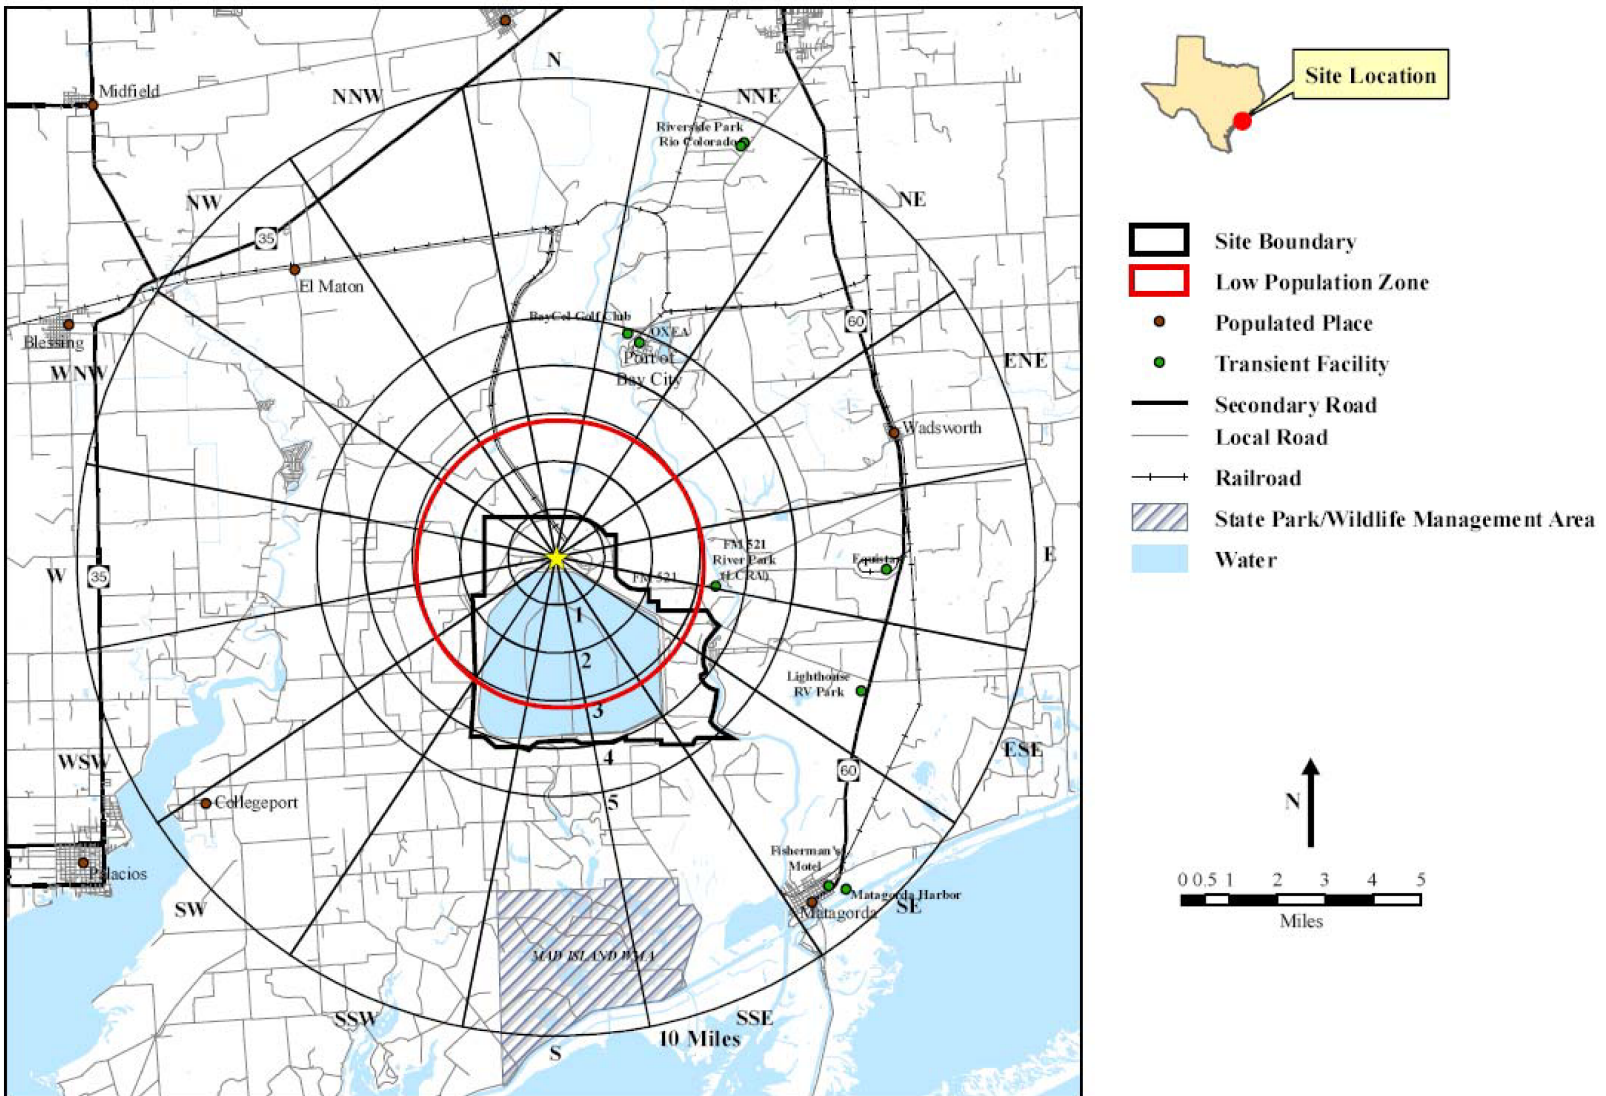 N
NNW
NNE
Midfield
Riverside Park
Rio Colorado
NW
NE
35
El Maton
BayCel Golf Club
OXEA
60
Blessing
Port of
Bay City
WNW
ENE
Wadsworth
FM 521
River Park
(LCRA)
E
Equistar
W
35
FM 521
1
2
Lighthouse
RV Park
3
WSW
4
ESE
60
5
Collegeport
Fisherman's
Motel
Palacios
Matagorda Harbor
SW
Matagorda
SE
MAD ISLAND WMA
SSW
SSE
10 Miles
S
Site Location
Site Boundary
Low Population Zone
Populated Place
Transient Facility
Secondary Road
Local Road
Railroad
State Park/Wildlife Management Area
Water
N
0 0.5 1 2 3 4 5
Miles